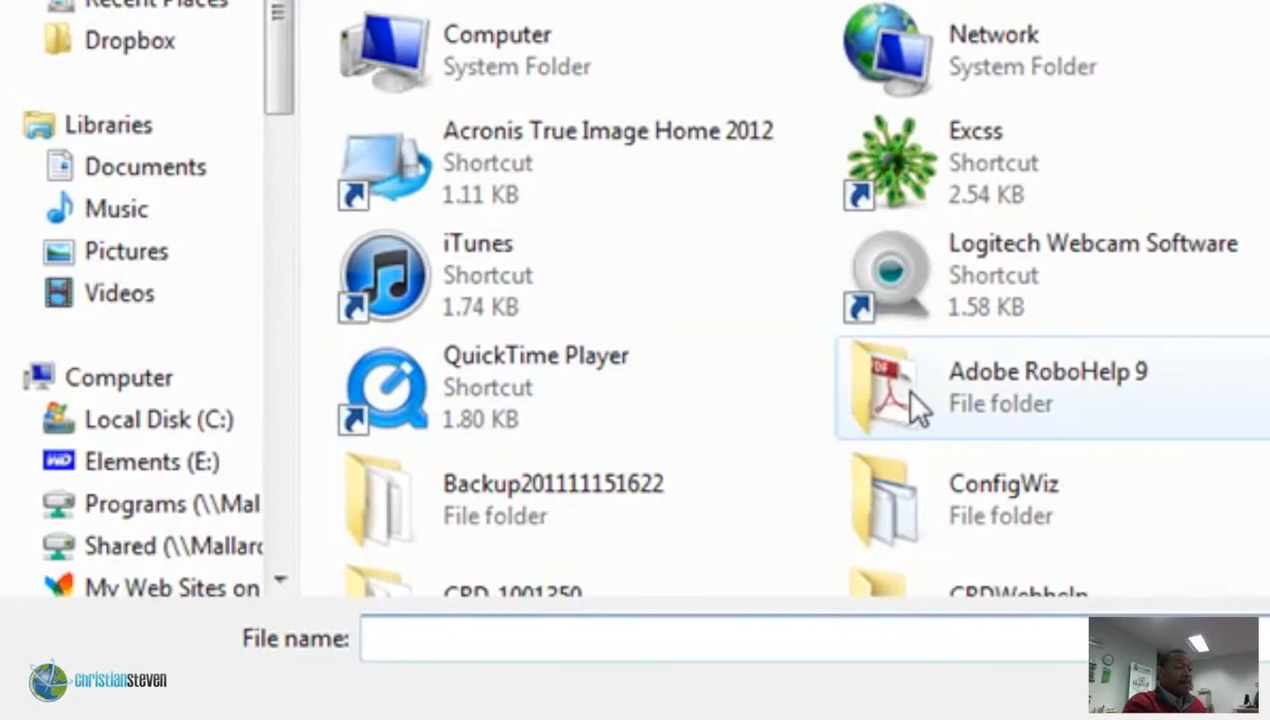 Recent Places
Dropbox
Libraries
Documents
Music
Pictures
Videos
Computer
Local Disk (C:)
Elements (E:)
Programs (\\Mal
Shared (\\Mallard
My Web Sites on
Computer
System Folder
Network
System Folder
Acronis True Image Home 2012
Shortcut
1.11 KB
Excss
Shortcut
2.54 KB
iTunes
Shortcut
1.74 KB
Logitech Webcam Software
Shortcut
1.58 KB
QuickTime Player
Shortcut
1.80 KB
Adobe RoboHelp 9
File folder
Backup201111151622
File folder
ConfigWiz
File folder
CRD_1001350
CRDWebhelp
File name:
christiansteven